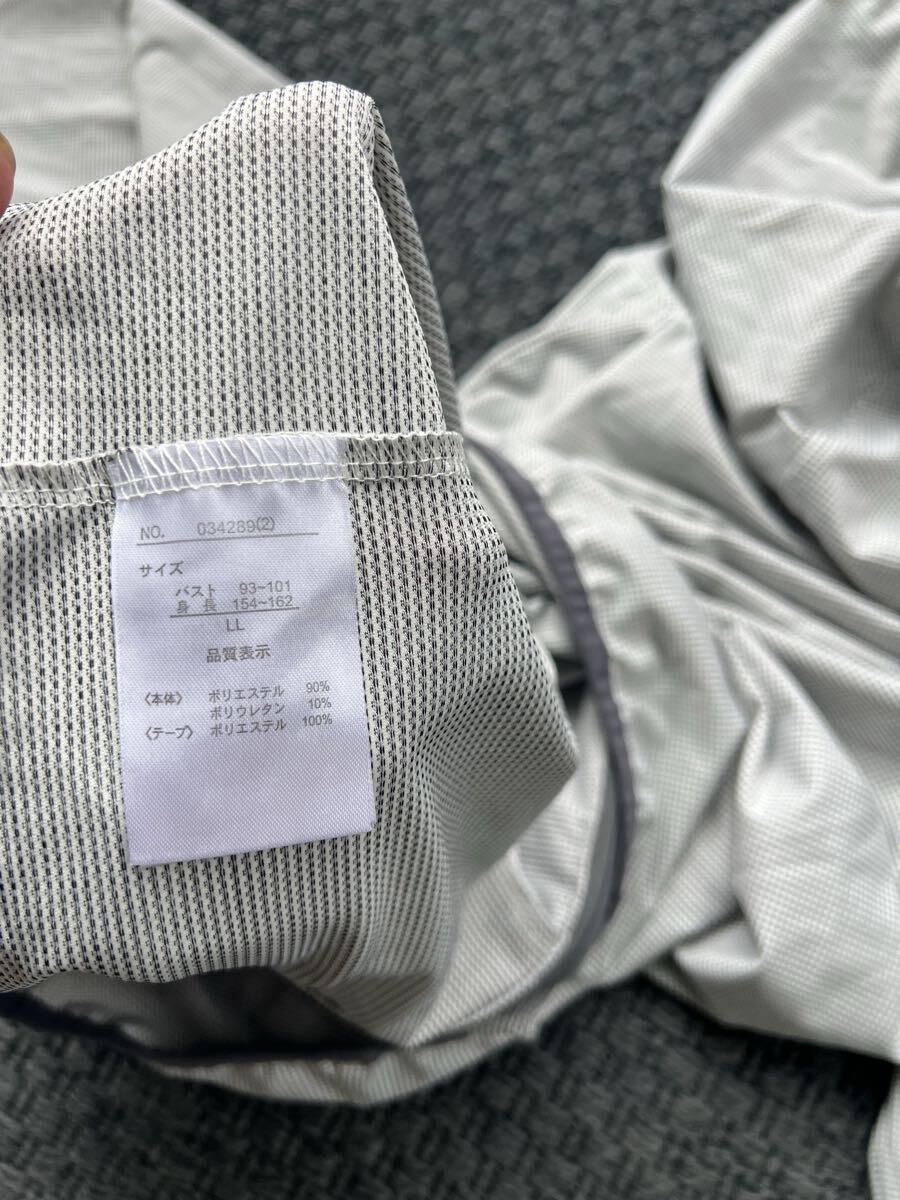 NO. 034289(2)
サイズ
バスト 93~101
身長 154~162
LL
品質表示
〈本体〉 ポリエステル 90%
ポリウレタン 10%
〈テープ〉 ポリエステル 100%